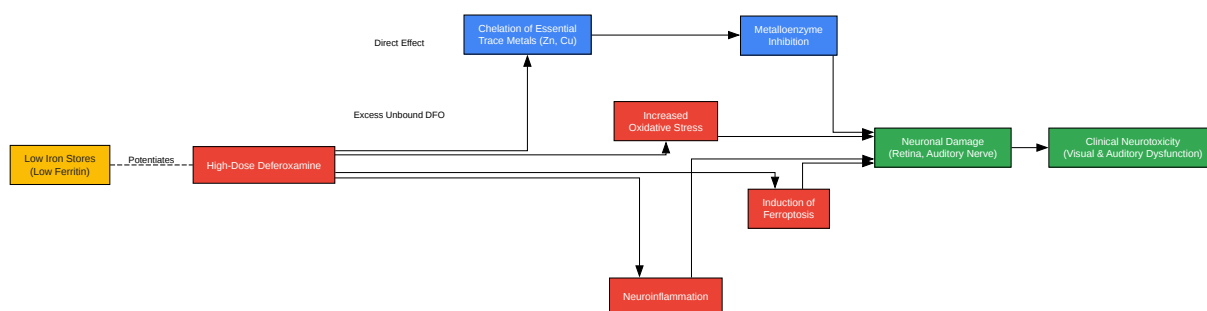 Chelation of Essential
Trace Metals (Zn, Cu)
Metalloenzyme
Inhibition
Direct Effect
Excess Unbound DFO
Increased
Oxidative Stress
Neuronal Damage
(Retina, Auditory Nerve)
Clinical Neurotoxicity
(Visual & Auditory Dysfunction)
Low Iron Stores
(Low Ferritin)
Potentiates
High-Dose Deferoxamine
Induction of
Ferroptosis
Neuroinflammation